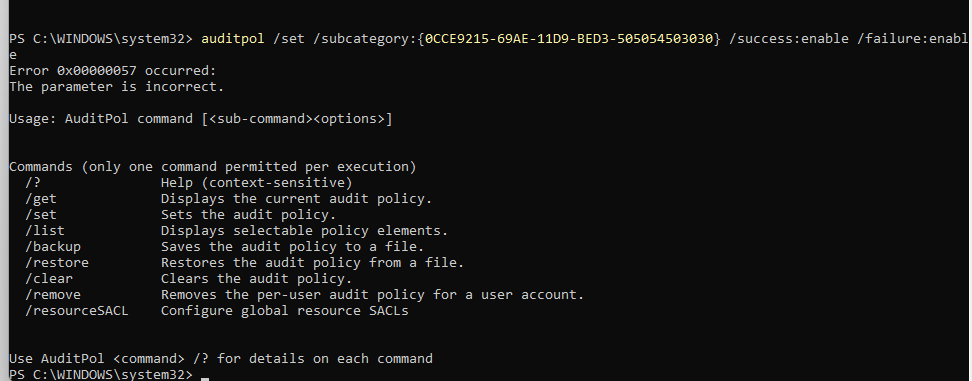 PS C:\WINDOWS\system32> auditpol /set /subcategory:{0CCE9215-69AE-11D9-BED3-505054503030} /success:enable /failure:enabl
e
Error 0x00000057 occurred:
The parameter is incorrect.
Usage: AuditPol command [<sub-command><options>]
Commands (only one command permitted per execution)
/? Help (context-sensitive)
/get Displays the current audit policy.
/set Sets the audit policy.
/list Displays selectable policy elements.
/backup Saves the audit policy to a file.
/restore Restores the audit policy from a file.
/clear Clears the audit policy.
/remove Removes the per-user audit policy for a user account.
/resourceSACL Configure global resource SACLs
Use AuditPol <command> /? for details on each command
PS C:\WINDOWS\system32>